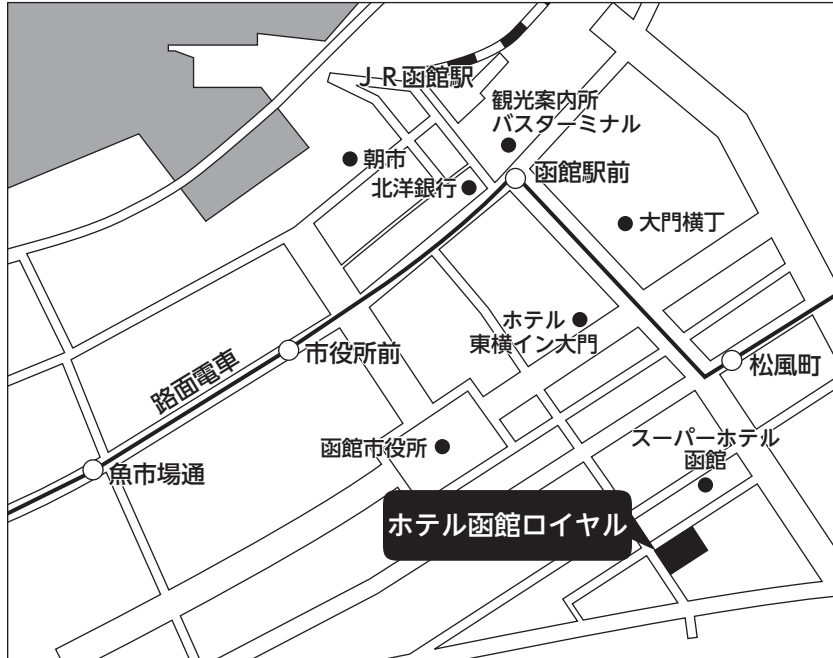 JR函館駅
観光案内所
バスターミナル
朝市
北洋銀行
函館駅前
大門横丁
ホテル
東横イン大門
市役所前
松風町
路面電車
スーパーホテル
函館
函館市役所
魚市場通
ホテル函館ロイヤル